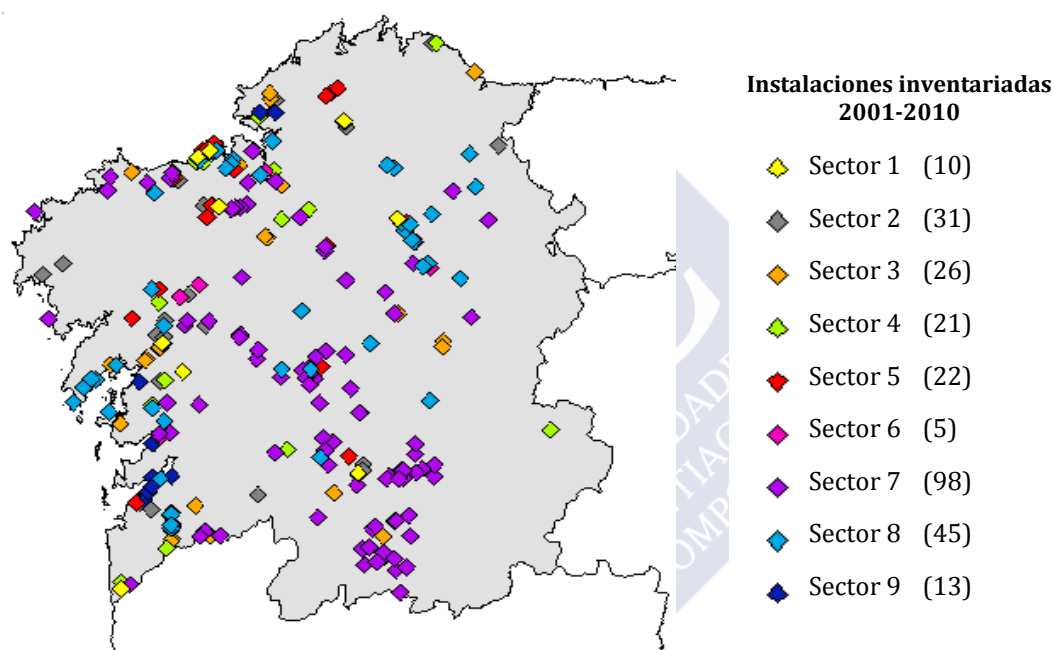 Instalaciones inventariadas
2001-2010
Sector 1 (10)
Sector 2 (31)
Sector 3 (26)
Sector 4 (21)
Sector 5 (22)
Sector 6 (5)
Sector 7 (98)
Sector 8 (45)
Sector 9 (13)